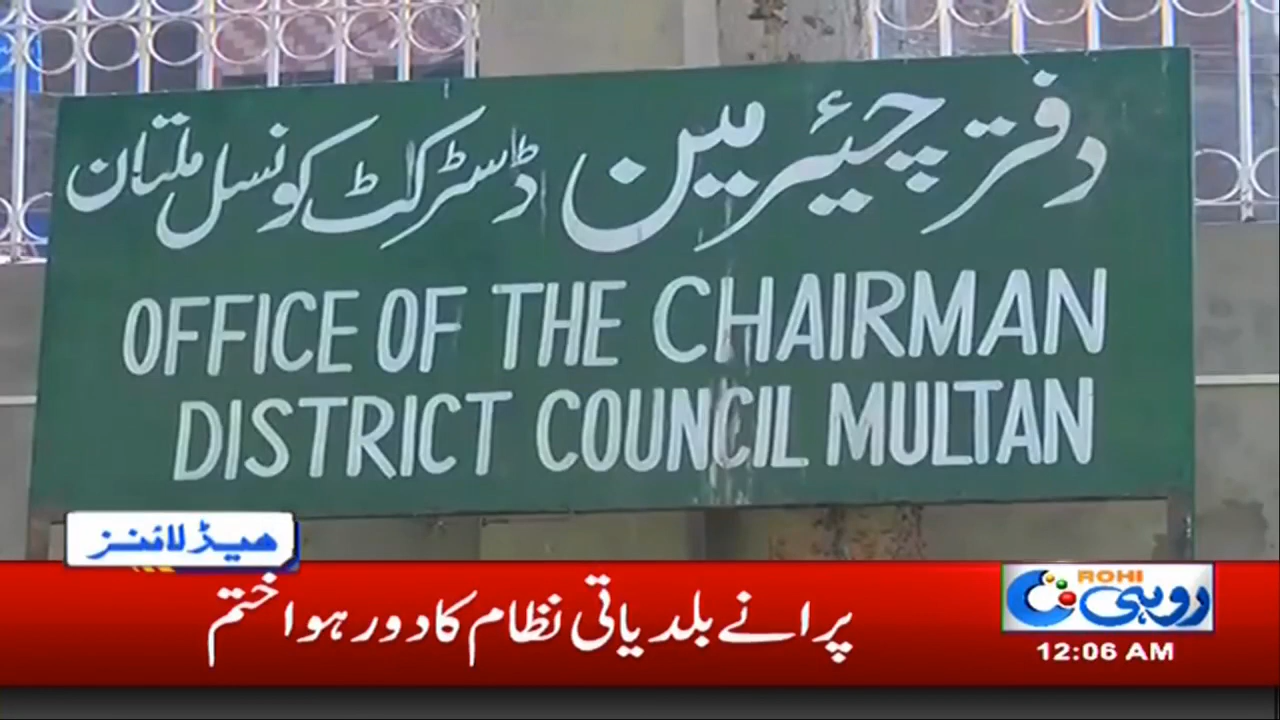 دفتر چیئرمین ڈسٹرکٹ کونسل ملتان
OFFICE OF THE CHAIRMAN
DISTRICT COUNCIL MULTAN
ھیڈلائنز
پرانے بلدیاتی نظام کا دور ہوا ختم
ROHI
روہی
12:06 AM